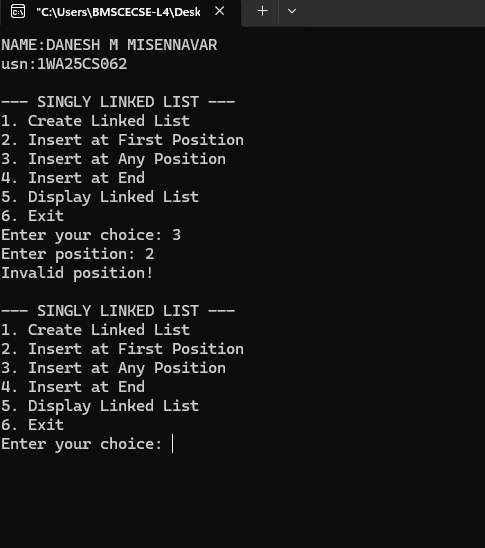 "C:\Users\BMSCECSE-L4\Desk
NAME:DANESH M MISENNAVAR
usn:1WA25CS062
--- SINGLY LINKED LIST ---
1. Create Linked List
2. Insert at First Position
3. Insert at Any Position
4. Insert at End
5. Display Linked List
6. Exit
Enter your choice: 3
Enter position: 2
Invalid position!
--- SINGLY LINKED LIST ---
1. Create Linked List
2. Insert at First Position
3. Insert at Any Position
4. Insert at End
5. Display Linked List
6. Exit
Enter your choice: